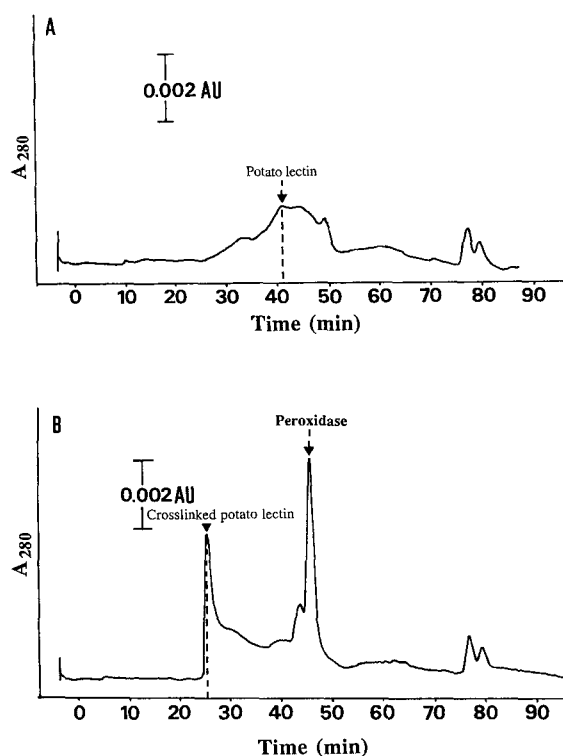 A
0.002 AU
A280
Potato lectin
0 10 20 30 40 50 60 70 80 90
Time (min)
B
Peroxidase
0.002 AU
Crosslinked potato lectin
A280
0 10 20 30 40 50 60 70 80 90
Time (min)